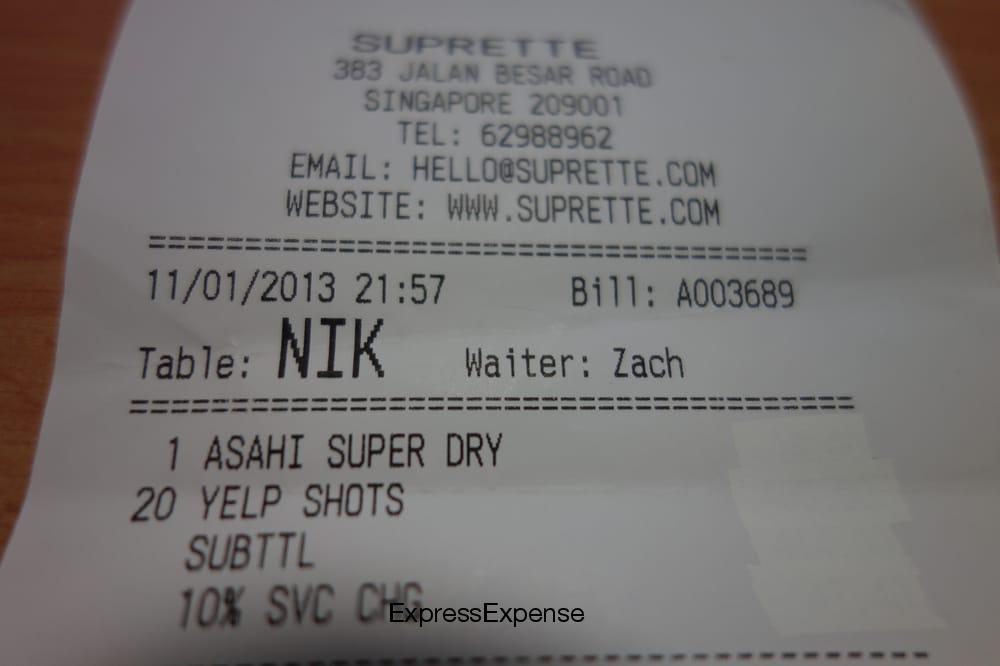 SUPRETTE
383 JALAN BESAR ROAD
SINGAPORE 209001
TEL: 62988962
EMAIL: HELLO@SUPRETTE.COM
WEBSITE: WWW.SUPRETTE.COM
================================================
11/01/2013 21:57 Bill: A003689
Table: NIK Waiter: Zach
================================================
1 ASAHI SUPER DRY
20 YELP SHOTS
SUBTTL
10% SVC CHG
ExpressExpense